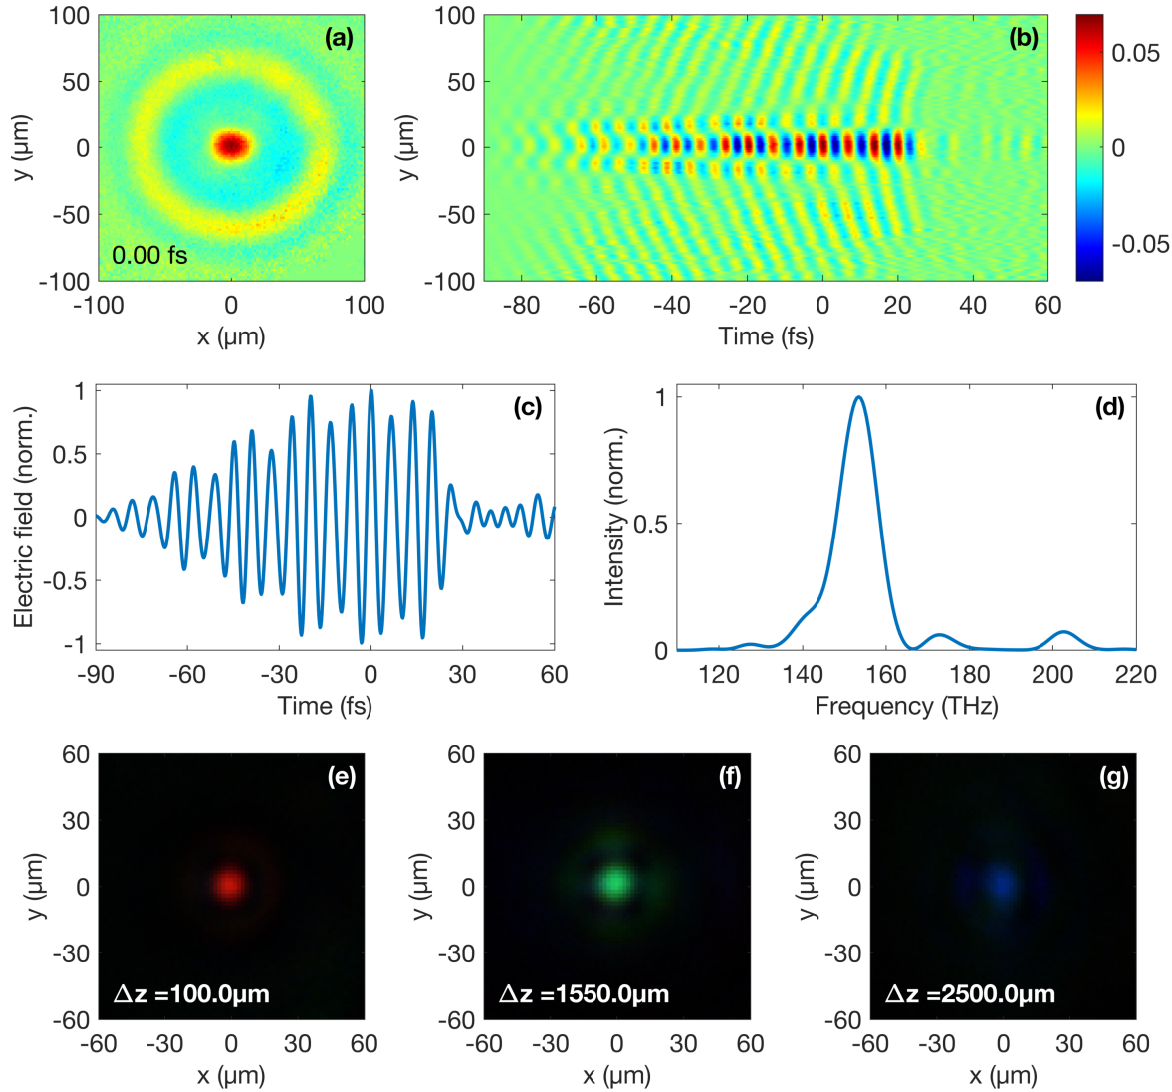 (a)
100
50
0
-50
-100
y (µm)
0.00 fs
-100 0 100
x (µm)
(b)
100
50
0
-50
-100
y (µm)
-80 -60 -40 -20 0 20 40 60
Time (fs)
0.05
0
-0.05
(c)
1
0.5
0
-0.5
-1
Electric field (norm.)
-90 -60 -30 0 30 60
Time (fs)
(d)
1
0.5
0
Intensity (norm.)
120 140 160 180 200 220
Frequency (THz)
(e)
60
30
0
-30
-60
y (µm)
Δz =100.0µm
-60 -30 0 30 60
x (µm)
(f)
60
30
0
-30
-60
y (µm)
Δz =1550.0µm
-60 -30 0 30 60
x (µm)
(g)
60
30
0
-30
-60
y (µm)
Δz =2500.0µm
-60 -30 0 30 60
x (µm)